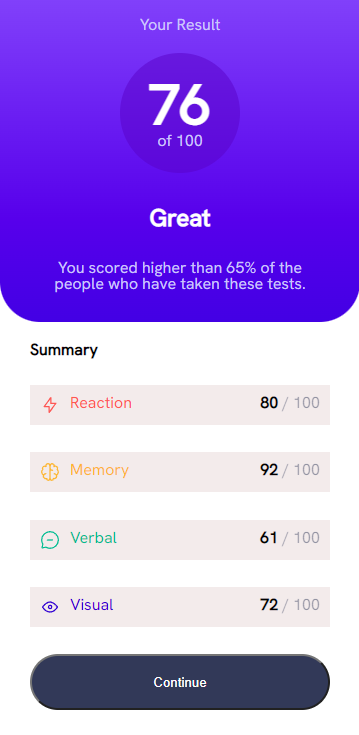 Your Result
76
of 100
Great
You scored higher than 65% of the
people who have taken these tests.
Summary
Reaction 80 / 100
Memory 92 / 100
Verbal 61 / 100
Visual 72 / 100
Continue